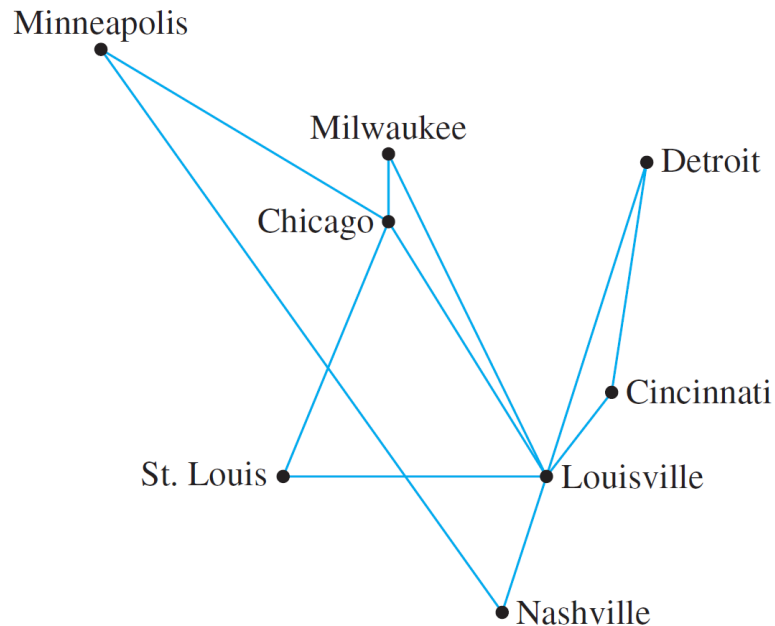 Minneapolis
Milwaukee
Detroit
Chicago
Cincinnati
St. Louis
Louisville
Nashville